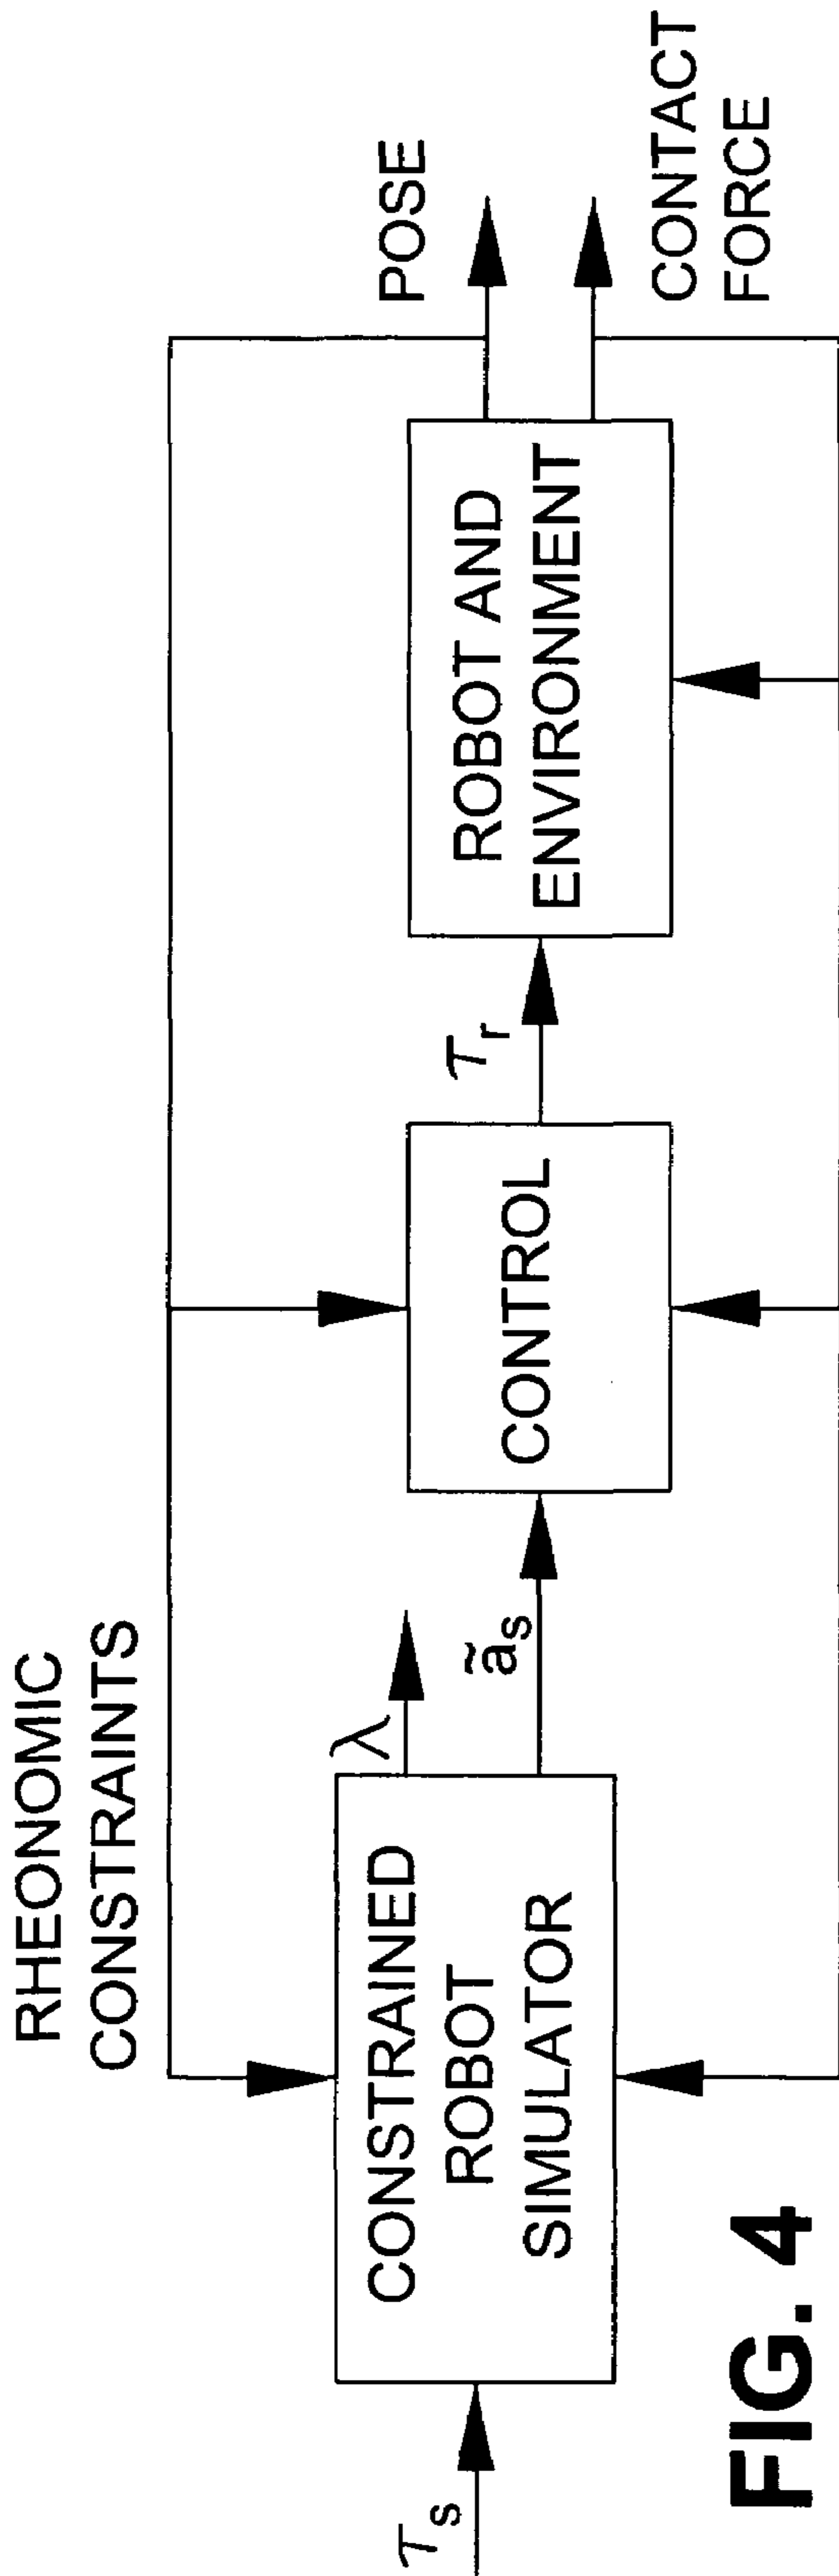 RHEONOMIC
CONSTRAINTS
τs
CONSTRAINED
ROBOT
SIMULATOR
λ
ãs
CONTROL
τr
ROBOT AND
ENVIRONMENT
POSE
CONTACT
FORCE
FIG. 4